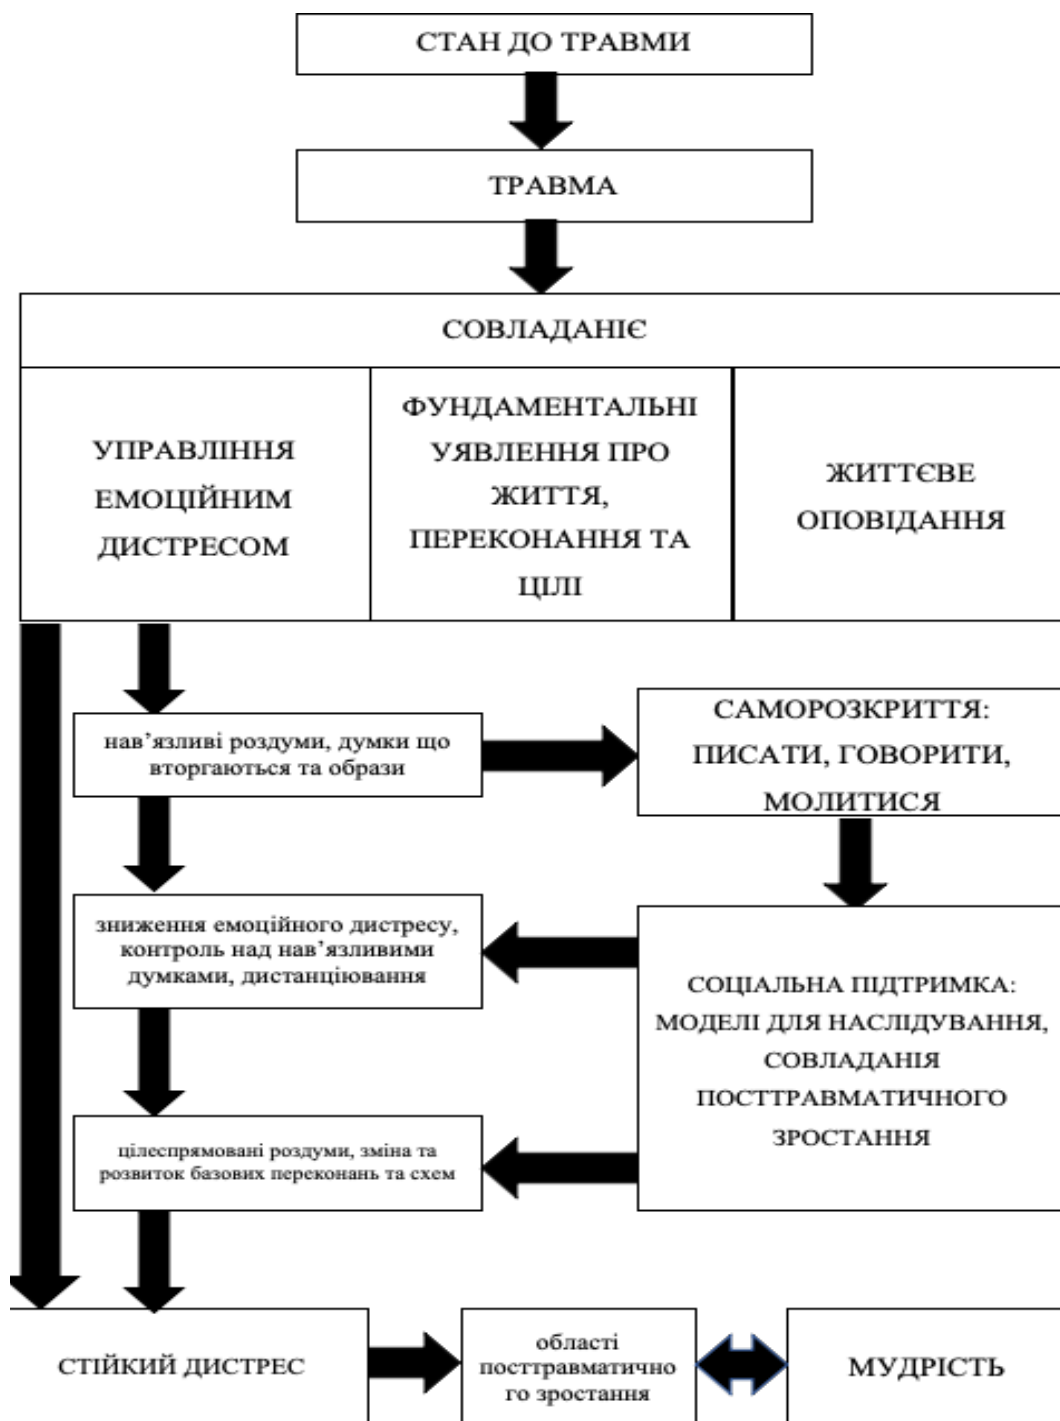 СТАН ДО ТРАВМИ
ТРАВМА
СОВЛАДАНІЄ
УПРАВЛІННЯ
ЕМОЦІЙНИМ
ДИСТРЕСОМ
ФУНДАМЕНТАЛЬНІ
УЯВЛЕННЯ ПРО
ЖИТТЯ,
ПЕРЕКОНАННЯ ТА
ЦІЛІ
ЖИТТЄВЕ
ОПОВІДАННЯ
нав’язливі роздуми, думки що
вторгаються та образи
САМОРОЗКРИТТЯ:
ПИСАТИ, ГОВОРИТИ,
МОЛИТИСЯ
зниження емоційного дистресу,
контроль над нав’язливими
думками, дистанціювання
СОЦІАЛЬНА ПІДТРИМКА:
МОДЕЛІ ДЛЯ НАСЛІДУВАННЯ,
СОВЛАДАНІЯ
ПОСТТРАВМАТИЧНОГО
ЗРОСТАННЯ
цілеспрямовані роздуми, зміна та
розвиток базових переконань та схем
СТІЙКИЙ ДИСТРЕС
області
посттравматично
го зростання
МУДРІСТЬ